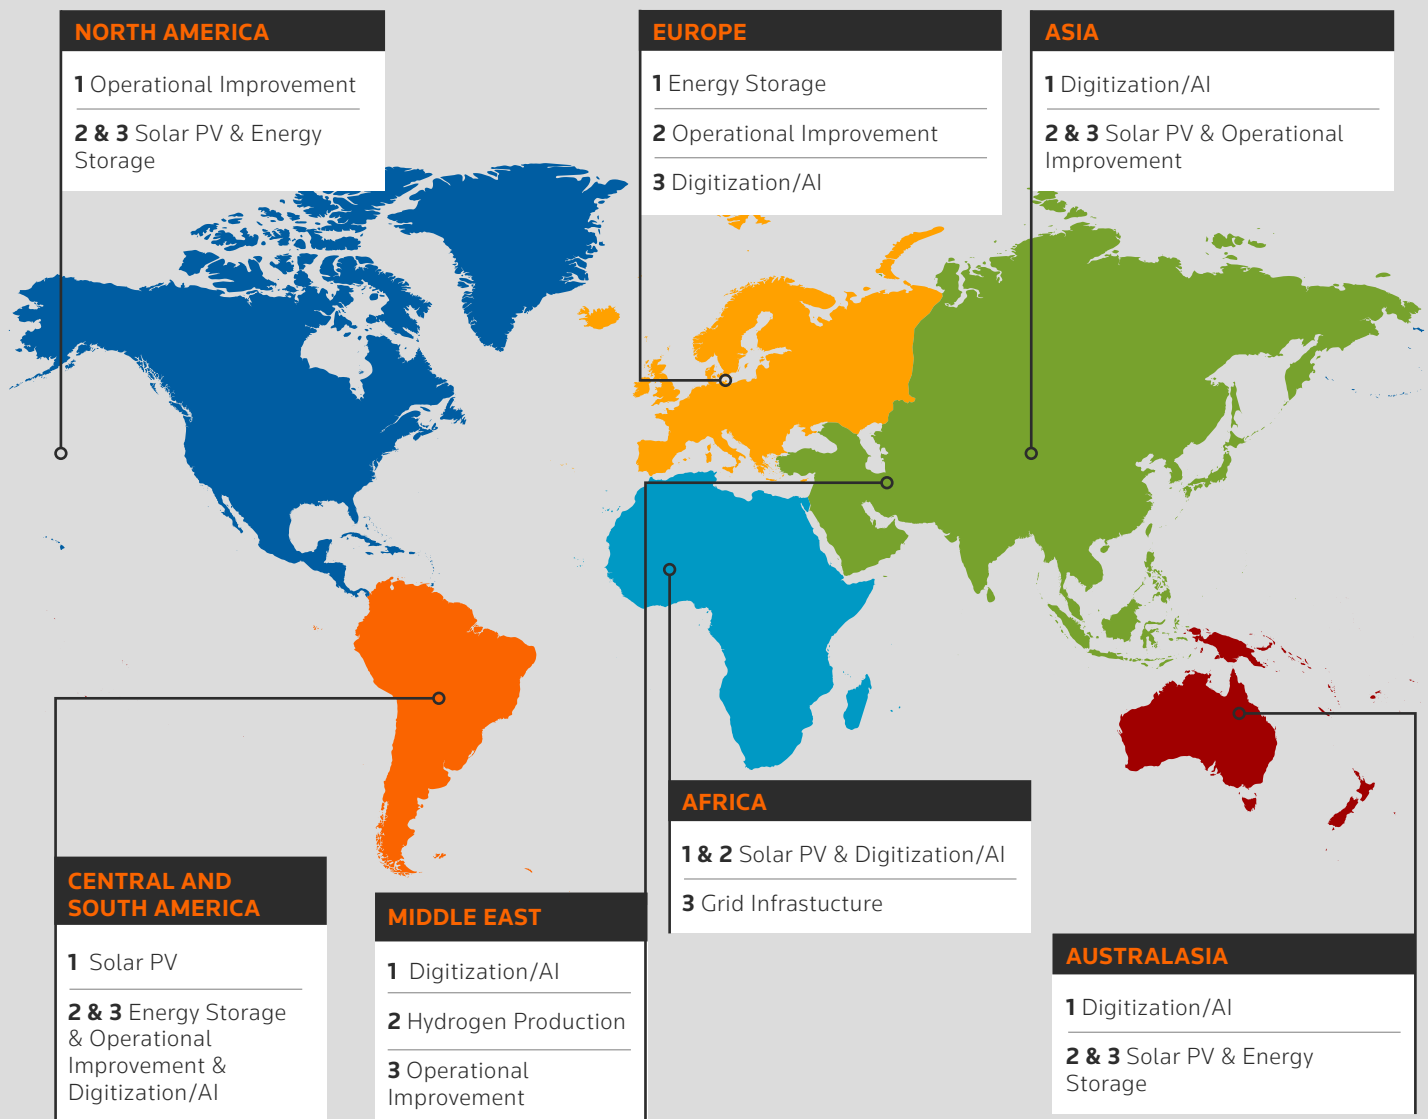 NORTH AMERICA
1 Operational Improvement
2 & 3 Solar PV & Energy
Storage
EUROPE
1 Energy Storage
2 Operational Improvement
3 Digitization/AI
ASIA
1 Digitization/AI
2 & 3 Solar PV & Operational
Improvement
CENTRAL AND
SOUTH AMERICA
1 Solar PV
2 & 3 Energy Storage
& Operational
Improvement &
Digitization/AI
MIDDLE EAST
1 Digitization/AI
2 Hydrogen Production
3 Operational
Improvement
AFRICA
1 & 2 Solar PV & Digitization/AI
3 Grid Infrastucture
AUSTRALASIA
1 Digitization/AI
2 & 3 Solar PV & Energy
Storage